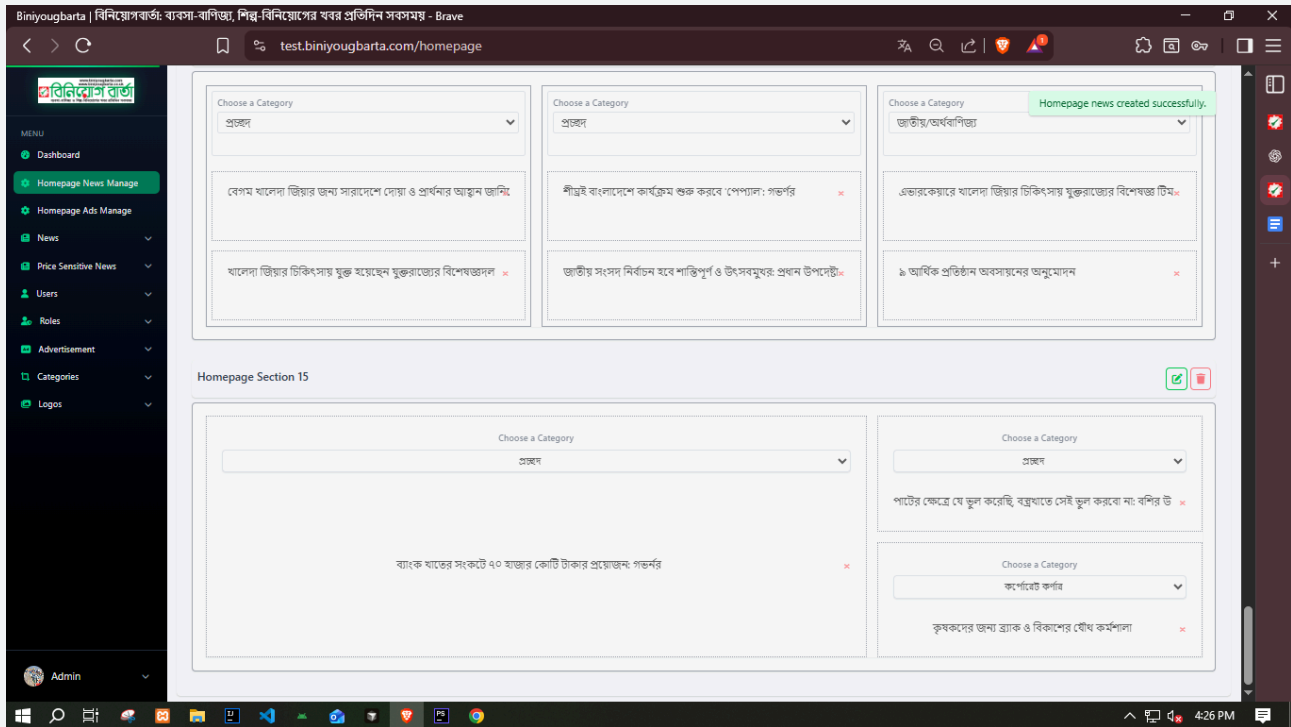 Biniyougbarta | বিনিয়োগবার্তা: ব্যবসা-বাণিজ্য, শিল্প-বিনিয়োগের খবর প্রতিদিন সবসময় - Brave
test.biniyougbarta.com/homepage
বিনিয়োগ বার্তা
MENU
Dashboard
Homepage News Manage
Homepage Ads Manage
News
Price Sensitive News
Users
Roles
Advertisement
Categories
Logos
Admin
Homepage news created successfully.
Choose a Category
Choose a Category
Choose a Category
প্রচ্ছদ
প্রচ্ছদ
জাতীয়/অর্থবাণিজ্য
বেগম খালেদা জিয়ার জন্য সারাদেশে দোয়া ও প্রার্থনার আহ্বান জানি
শীঘ্রই বাংলাদেশে কার্যক্রম শুরু করবে 'পেপ্যাল': গভর্ণর
এভারকেয়ারে খালেদা জিয়ার চিকিৎসায় যুক্তরাজ্যের বিশেষজ্ঞ টিম
খালেদা জিয়ার চিকিৎসায় যুক্ত হয়েছেন যুক্তরাজ্যের বিশেষজ্ঞদল
জাতীয় সংসদ নির্বাচন হবে শান্তিপূর্ণ ও উৎসবমুখর: প্রধান উপদেষ্টা
৯ আর্থিক প্রতিষ্ঠান অবসায়নের অনুমোদন
Homepage Section 15
Choose a Category
প্রচ্ছদ
ব্যাংক খাতের সংকটে ৭০ হাজার কোটি টাকার প্রয়োজন: গভর্নর
Choose a Category
প্রচ্ছদ
পাটের ক্ষেত্রে যে ভুল করেছি, বস্ত্রখাতে সেই ভুল করবো না: বশির উ
Choose a Category
কর্পোরেট কর্ণার
কৃষকদের জন্য ব্র্যাক ও বিকাশের যৌথ কর্মশালা
4:26 PM